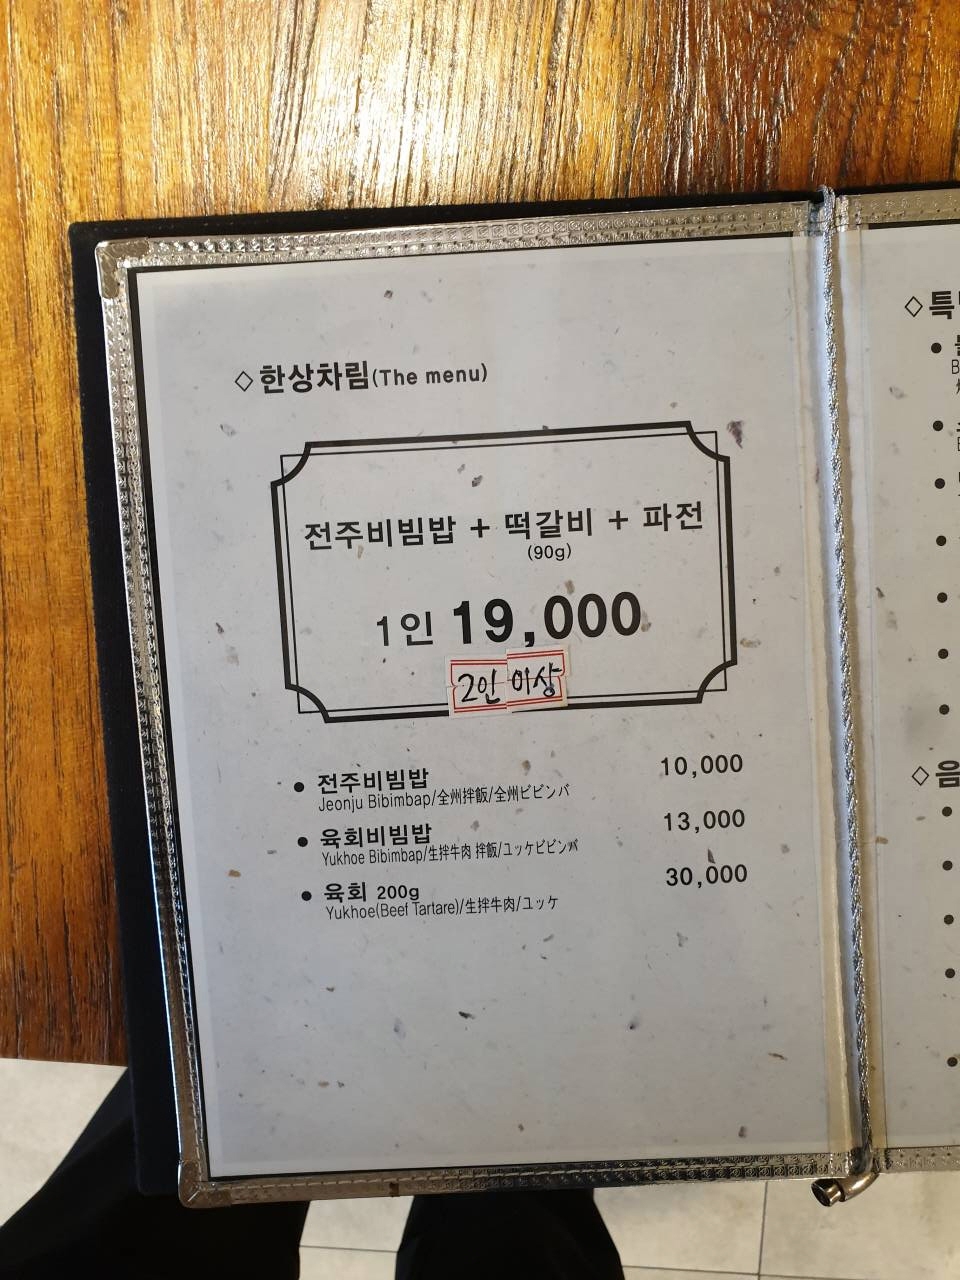 ◇한상차림(The menu)
전주비빔밥 + 떡갈비 + 파전
(90g)
1인 19,000
2인 이상
● 전주비빔밥 10,000
Jeonju Bibimbap/全州拌飯/全州ビビンバ
● 육회비빔밥 13,000
Yukhoe Bibimbap/生拌牛肉 拌飯/ユッケビビンバ
● 육회 200g 30,000
Yukhoe(Beef Tartare)/生拌牛肉/ユッケ